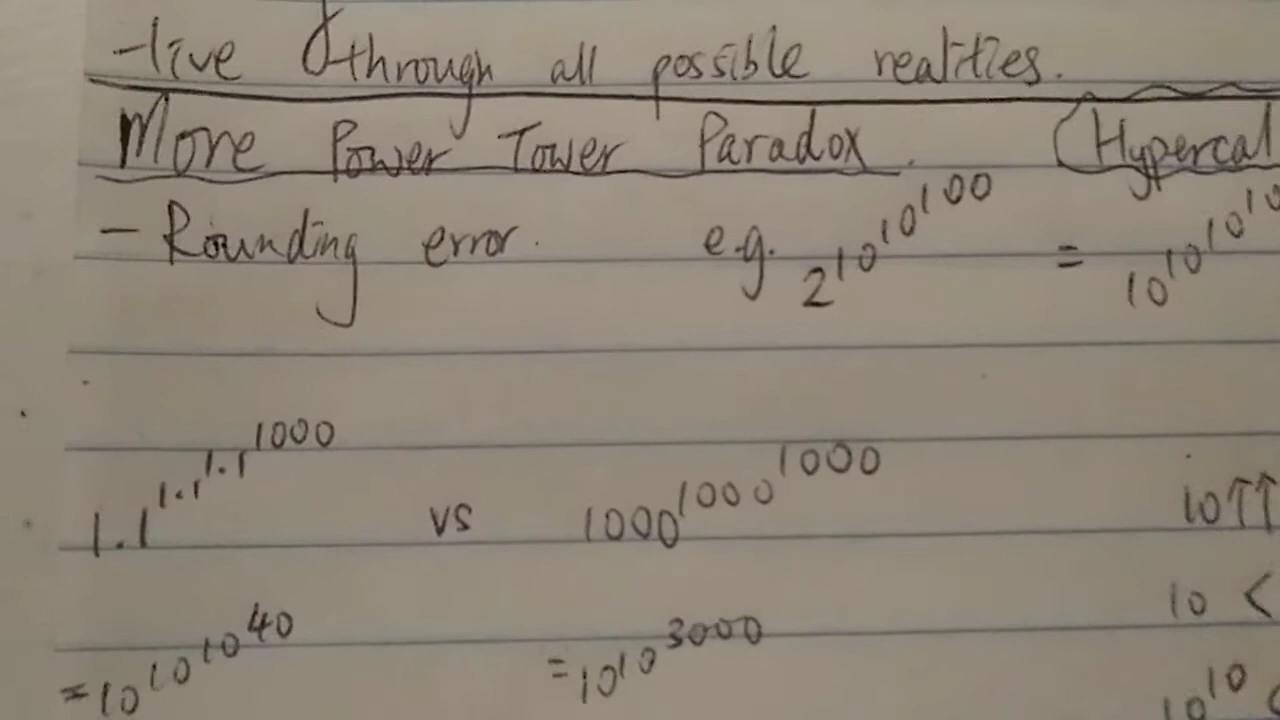 -live through all possible realities.
More Power Tower Paradox. (Hypercal
- Rounding error. e.g. 2^10^10^100 = 10^10^10^10
1.1^1.1^1.1^1000 vs 1000^1000^1000 10↑↑
=10^10^10^40 =10^10^3000 10 <
10^10 <